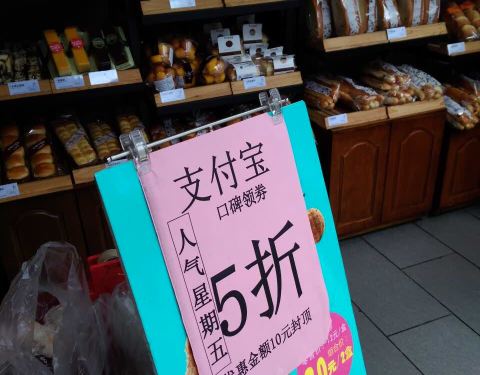 支付宝
口碑领券
人气星期五
5折
优惠金额10元封顶